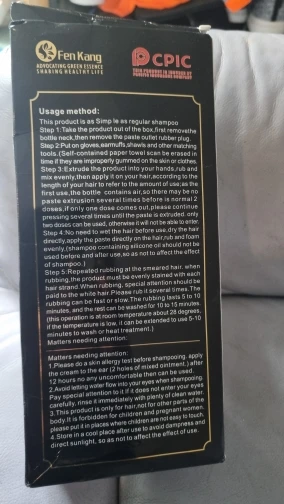 Fen Kang
ADVOCATING GREEN ESSENCE
SHARING HEALTHY LIFE
CPIC
THIS PRODUCT IS INSURED BY
PACIFIC INSURANCE COMPANY
Usage method:
This product is as Simp le as regular shampoo
Step 1:Take the product out of the box,first removethe
bottle neck,then remove the paste outlet rubber plug.
Step 2:Put on gloves,earmuffs,shawls and other matching
tools.(Self-contained paper towel scan be erased in
time if they are improperly gummed on the skin or clothes.
Step 3:Extrude the product into your hands,rub and
mix evenly,then apply it on your hair,according to the
length of your hair to refer to the amount of use;as the
first use,the bottle contains air,so there may be no
paste extrusion several times before is normal 2
doses,if only one dose comes out,please continue
pressing several times until the paste is extruded .only
two doses can be used, otherwise it will not be able to enter.
Step 4:No need to wet the hair before use,dry the hair
directly,apply the paste directly on the hair,rub and foam
evenly.(shampoo containing silicone oil should not be
used before and after use,so as not to affect the effect
of shampoo.)
Step 5:Repeated rubbing at the smeared hair. when
rubbing,the product must be evenly stained with each
hair strand.When rubbing, special attention should be
paid to the white hair.Please rub it several times.The
rubbing can be fast or slow.The rubbing lasts 5 to 10
minutes, and the rest can be washed for 10 to 15 minutes.
(this operation is at room temperature about 28 degrees,
if the temperature is low, it can be extended to use 5-10
minutes to wash or heat treatment.)
Matters needing attention.
Matters needing attention:
1.Please do a skin allergy test before shampooing. apply
the cream to the ear (2 holes of mixed ointment.) after
12 hours no any uncomfortable then can be used.
2.Avoid letting water flow into your eyes when shampooing.
Pay special attention to it.if it does not enter your eyes
carefully, rinse it immediately with plenty of clean water.
3.This product is only for hair,not for other parts of the
body.It is forbidden for children and pregnant women.
please put it in places where children are not easy to touch.
4.Store in a cool place after use to avoid dampness and
direct sunlight, so as not to affect the effect of use.